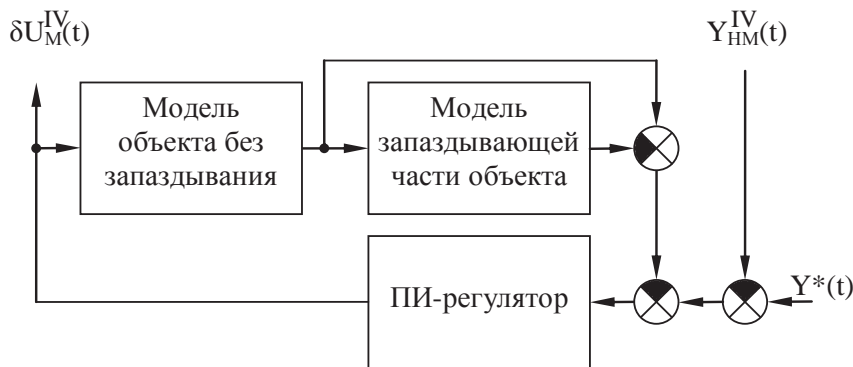 δU_M^IV(t)
Y_HM^IV(t)
Модель
объекта без
запаздывания
Модель
запаздывающей
части объекта
ПИ-регулятор
Y*(t)